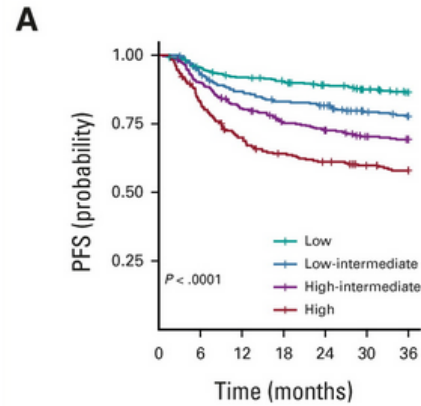 A
1.00
0.75
0.50
0.25
PFS (probability)
P < .0001
Low
Low-intermediate
High-intermediate
High
0 6 12 18 24 30 36
Time (months)